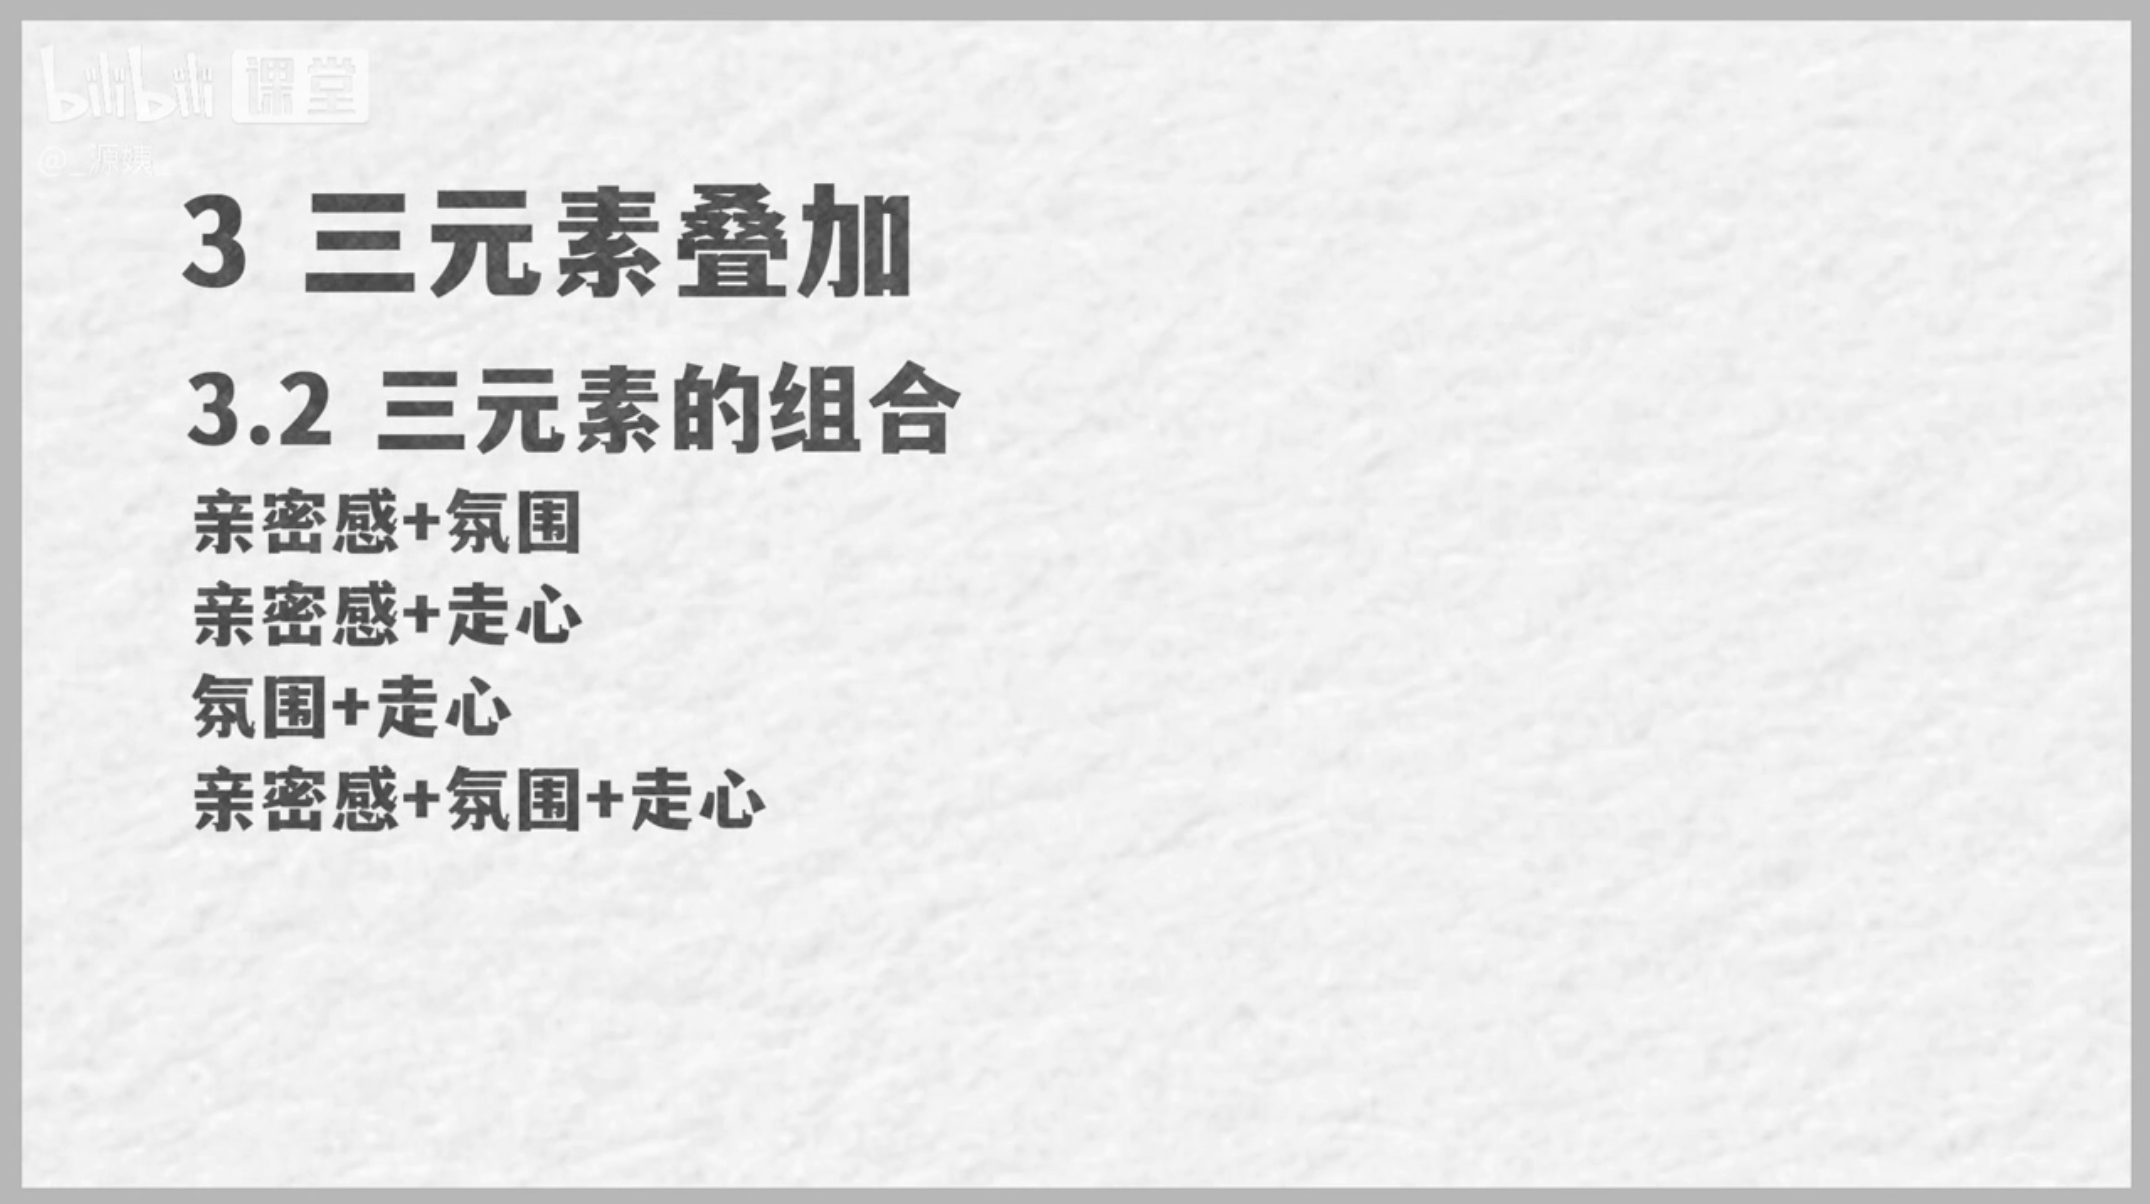 bilibili 课堂
@_源姨_
3 三元素叠加
3.2 三元素的组合
亲密感+氛围
亲密感+走心
氛围+走心
亲密感+氛围+走心